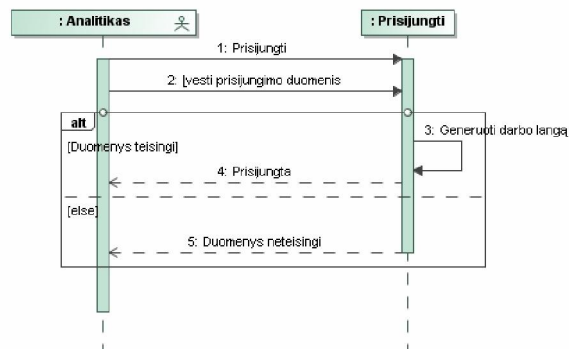 : Analitikas
: Prisijungti
1: Prisijungti
2: Įvesti prisijungimo duomenis
alt
3: Generuoti darbo langą
[Duomenys teisingi]
4: Prisijungta
[else]
5: Duomenys neteisingi